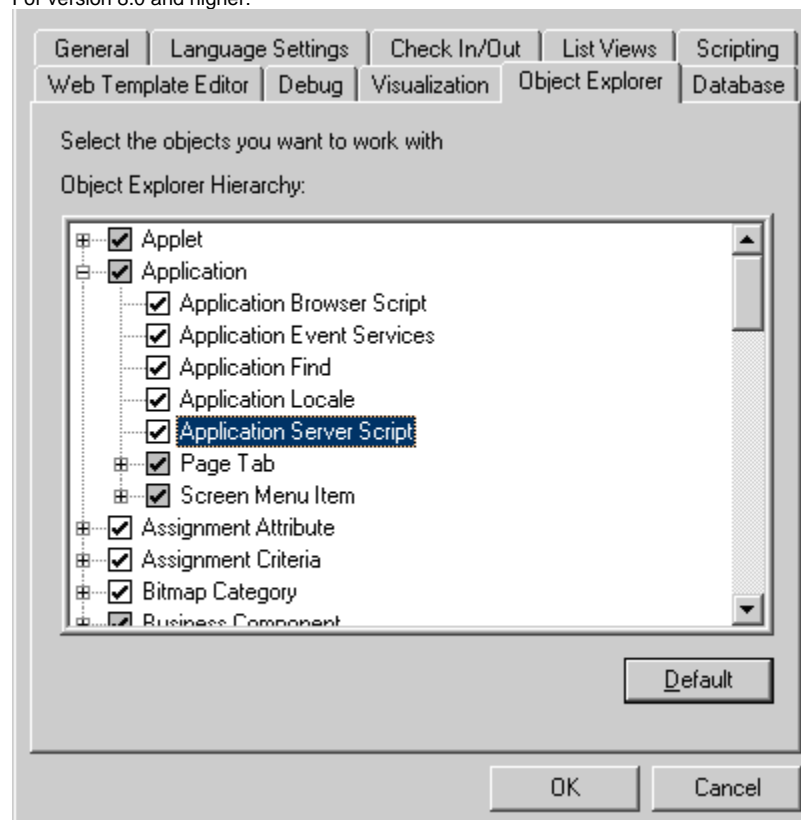 For version 8.0 and higher:
General Language Settings Check In/Out List Views Scripting
Web Template Editor Debug Visualization Object Explorer Database
Select the objects you want to work with
Object Explorer Hierarchy:
Applet
Application
Application Browser Script
Application Event Services
Application Find
Application Locale
Application Server Script
Page Tab
Screen Menu Item
Assignment Attribute
Assignment Criteria
Bitmap Category
Business Component
Default
OK Cancel